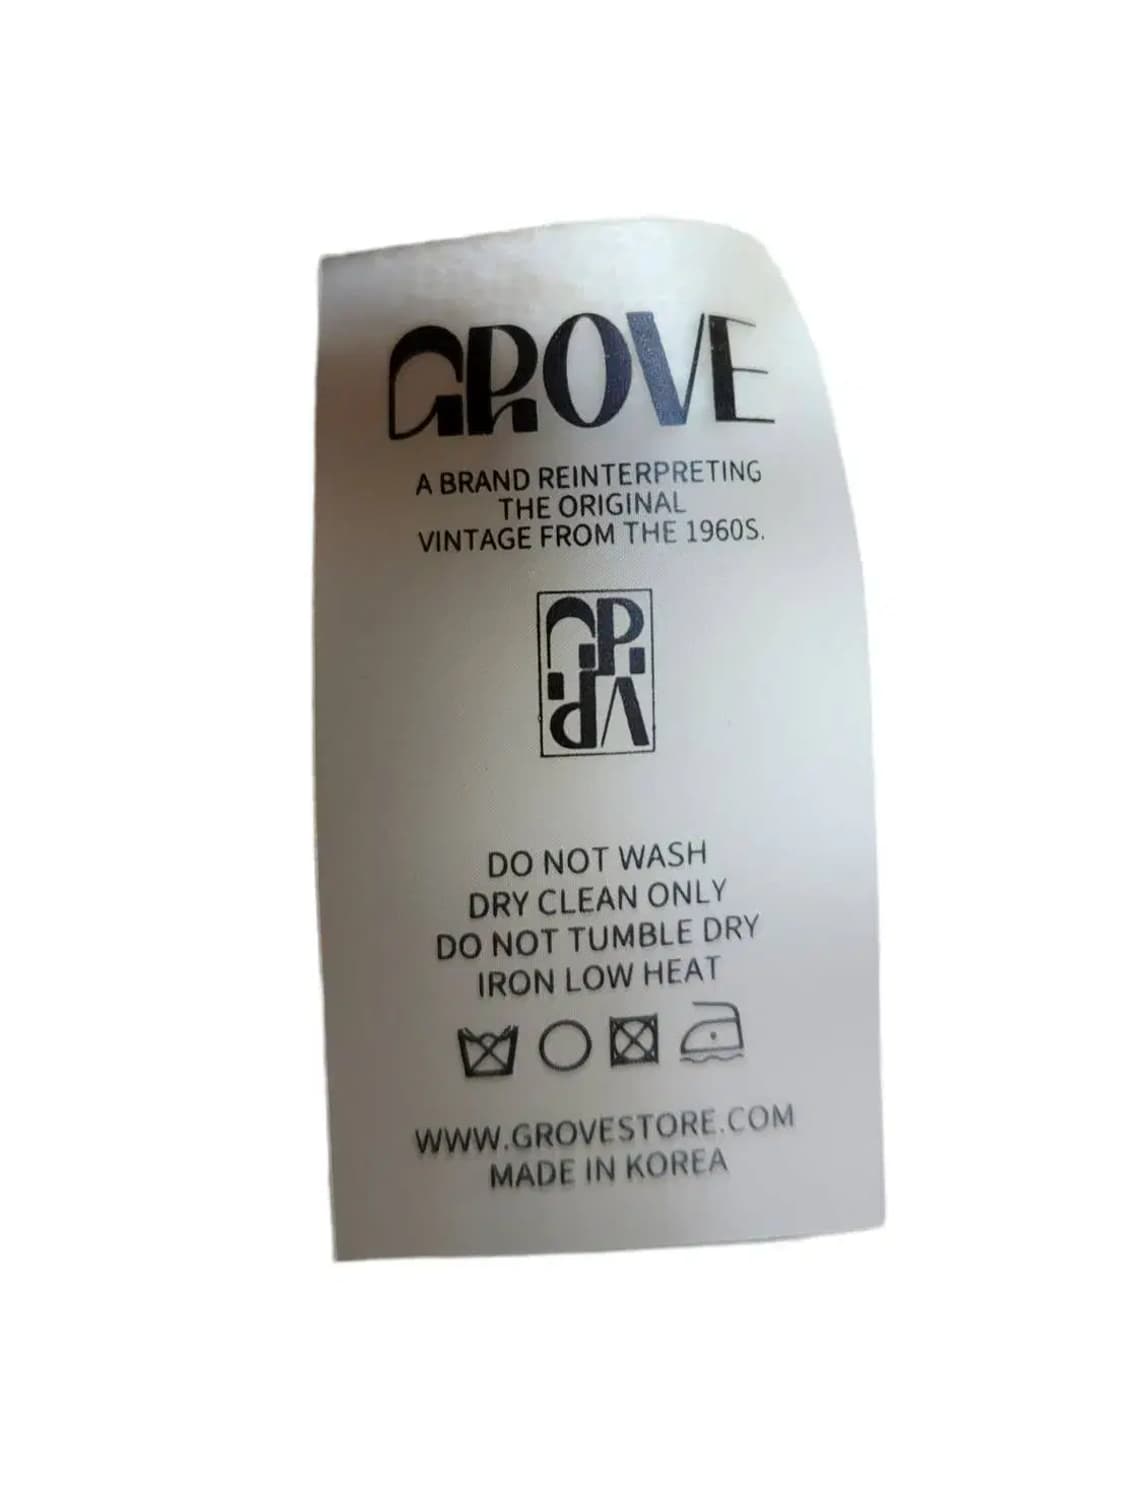 GROVE
A BRAND REINTERPRETING
THE ORIGINAL
VINTAGE FROM THE 1960S.
DO NOT WASH
DRY CLEAN ONLY
DO NOT TUMBLE DRY
IRON LOW HEAT
WWW.GROVESTORE.COM
MADE IN KOREA